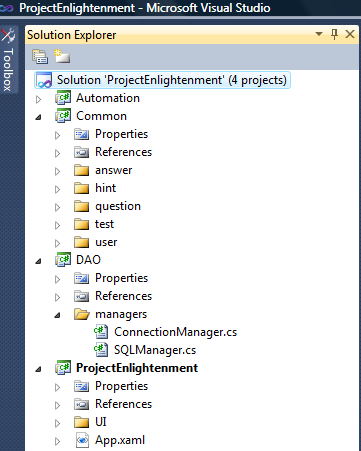 ProjectEnlightenment - Microsoft Visual Studio
Toolbox
Solution Explorer
Solution 'ProjectEnlightenment' (4 projects)
Automation
Common
Properties
References
answer
hint
question
test
user
DAO
Properties
References
managers
ConnectionManager.cs
SQLManager.cs
ProjectEnlightenment
Properties
References
UI
App.xaml